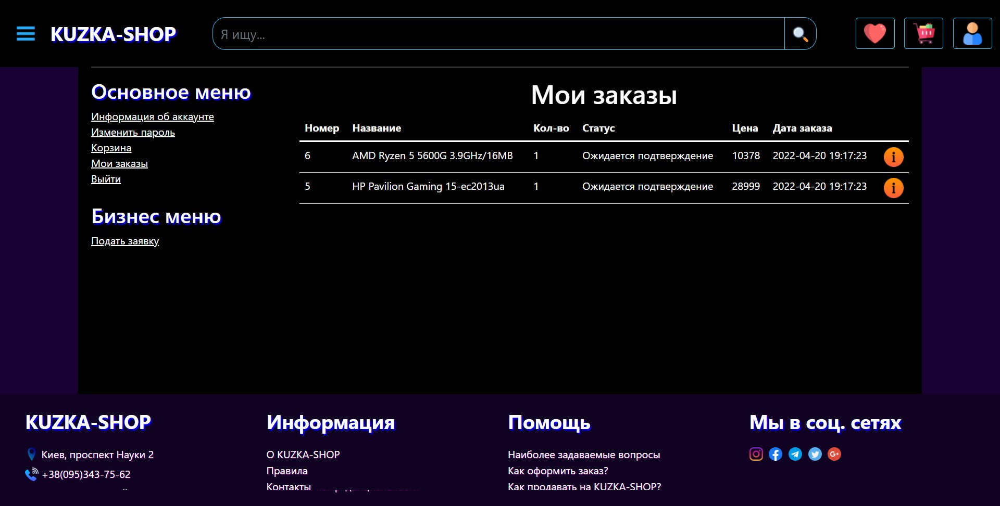 KUZKA-SHOP
Я ищу...
Основное меню
Информация об аккаунте
Изменить пароль
Корзина
Мои заказы
Выйти
Бизнес меню
Подать заявку
Мои заказы
Номер Название Кол-во Статус Цена Дата заказа
6 AMD Ryzen 5 5600G 3.9GHz/16MB 1 Ожидается подтверждение 10378 2022-04-20 19:17:23
5 HP Pavilion Gaming 15-ec2013ua 1 Ожидается подтверждение 28999 2022-04-20 19:17:23
KUZKA-SHOP
Киев, проспект Науки 2
+38(095)343-75-62
Информация
О KUZKA-SHOP
Правила
Контакты
Помощь
Наиболее задаваемые вопросы
Как оформить заказ?
Как продавать на KUZKA-SHOP?
Мы в соц. сетях